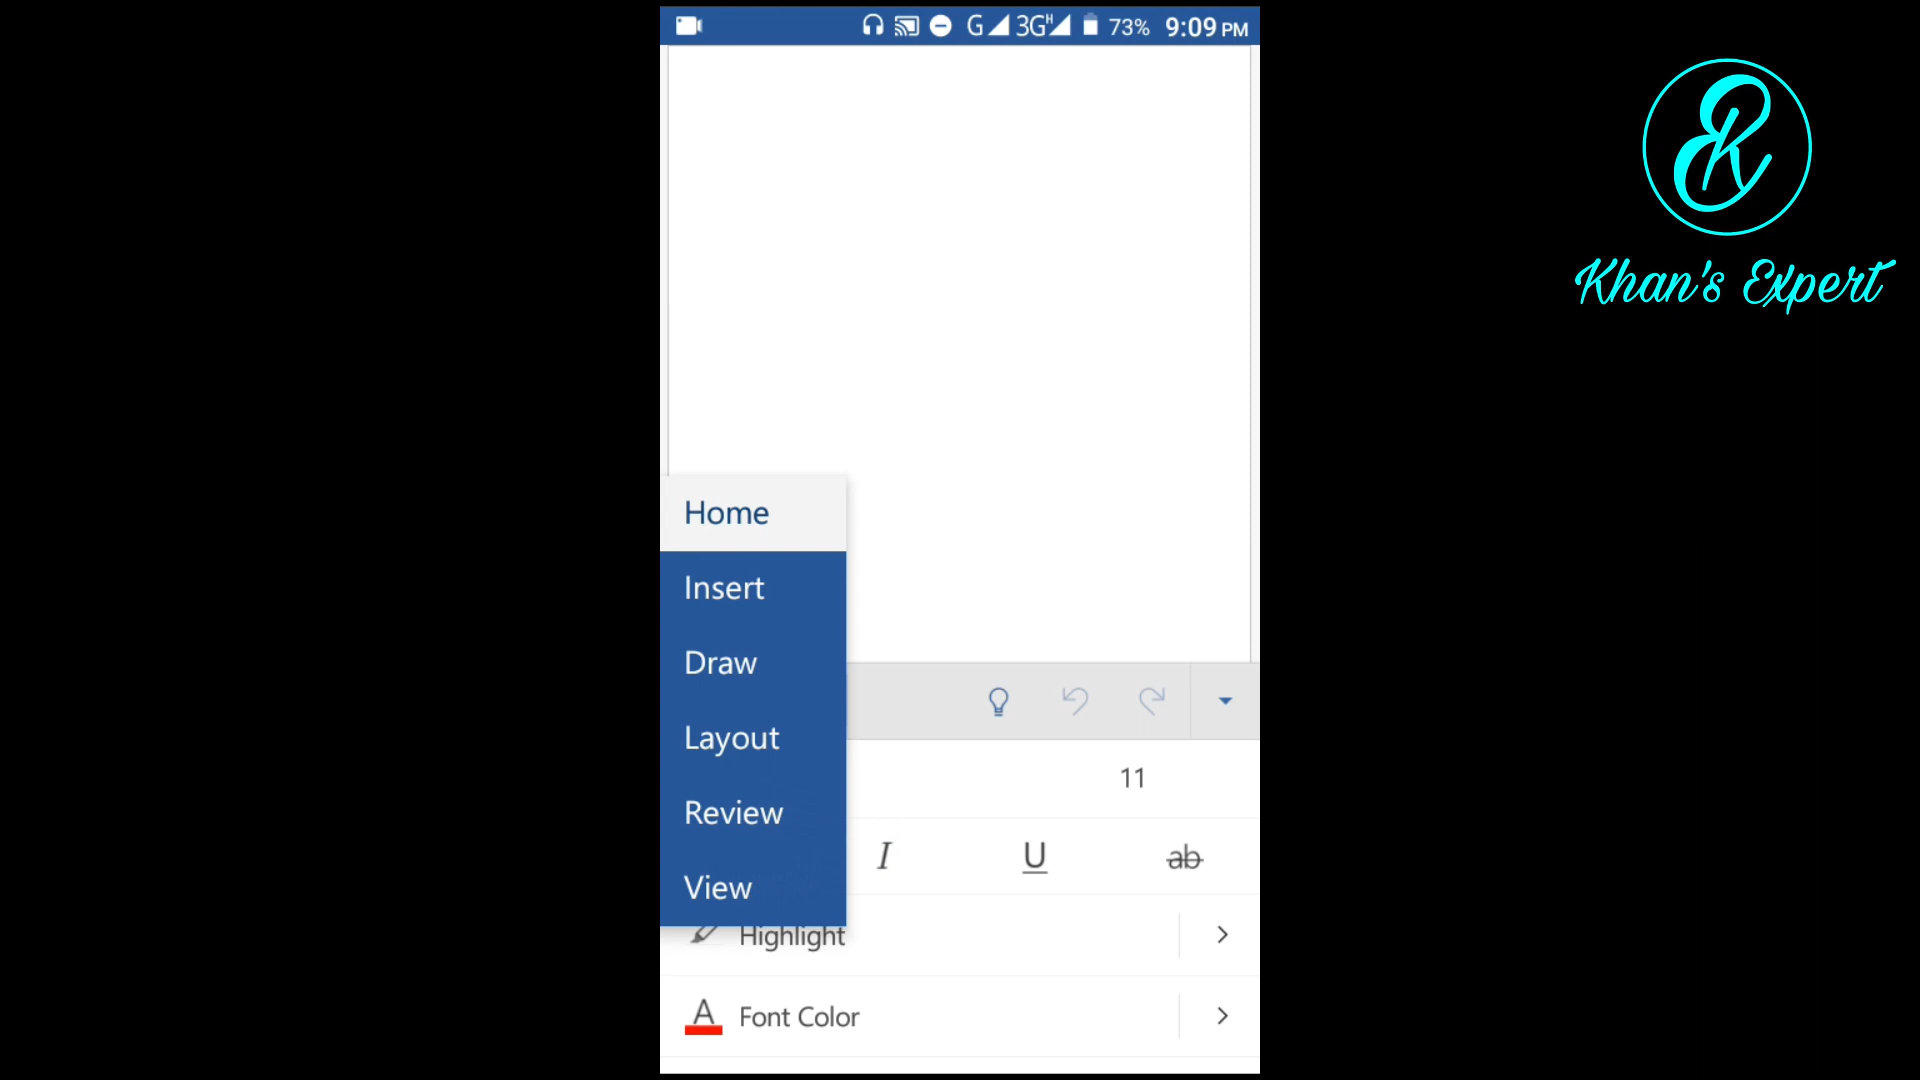 G 3G H 73% 9:09 PM
Khan's Expert
Home
Insert
Draw
Layout
11
Review
I U ab
View
Highlight
A Font Color